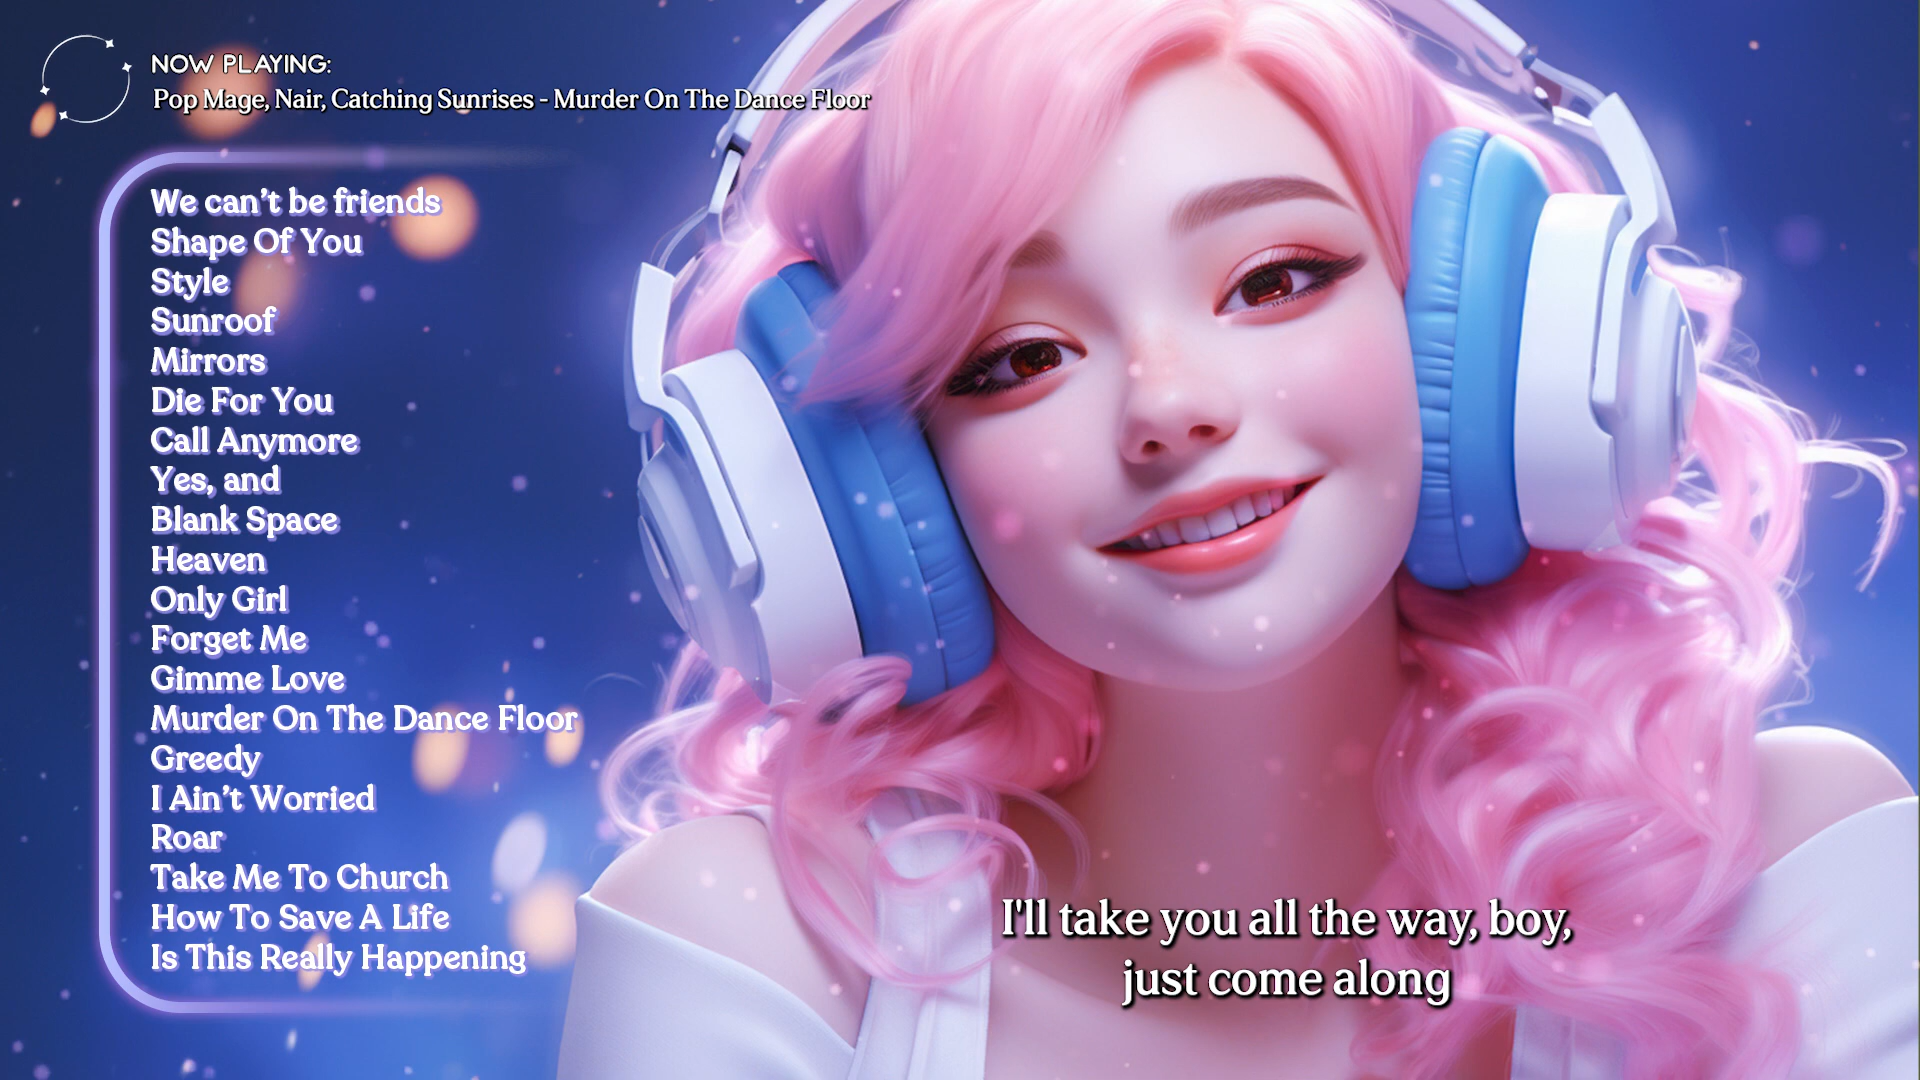 NOW PLAYING:
Pop Mage, Nair, Catching Sunrises - Murder On The Dance Floor
We can't be friends
Shape Of You
Style
Sunroof
Mirrors
Die For You
Call Anymore
Yes, and
Blank Space
Heaven
Only Girl
Forget Me
Gimme Love
Murder On The Dance Floor
Greedy
I Ain't Worried
Roar
Take Me To Church
How To Save A Life
Is This Really Happening
I'll take you all the way, boy,
just come along